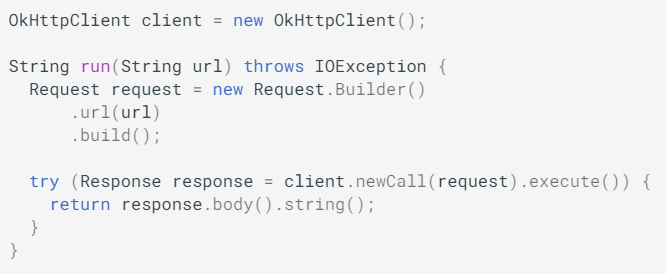 OkHttpClient client = new OkHttpClient();

String run(String url) throws IOException {
  Request request = new Request.Builder()
      .url(url)
      .build();

  try (Response response = client.newCall(request).execute()) {
    return response.body().string();
  }
}